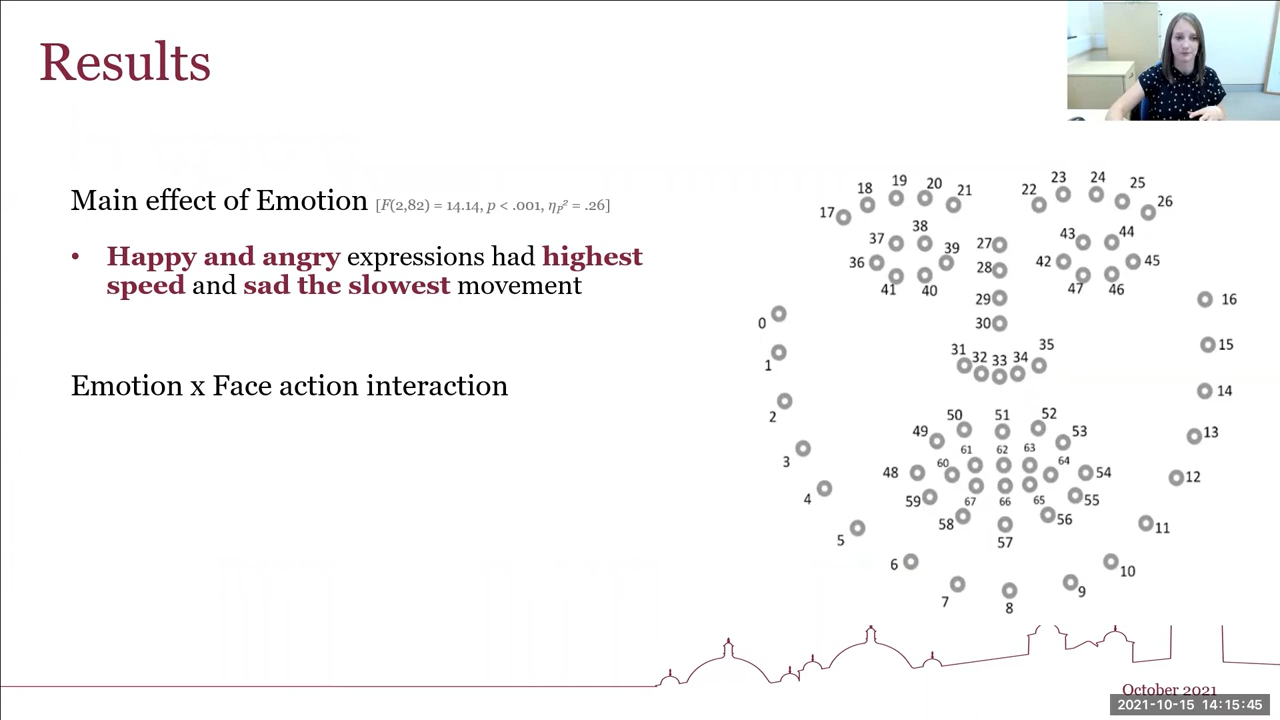 Results
Main effect of Emotion [F(2,82) = 14.14, p < .001, ηₚ² = .26]
• Happy and angry expressions had highest
speed and sad the slowest movement
Emotion x Face action interaction
17 18 19 20 21 22 23 24 25 26
36 37 38 39 27 42 43 44 45
41 40 28 47 46
29
30
31 32 33 34 35
0 16
1 15
2 14
3 13
4 12
5 11
6 10
7 8 9
49 50 51 52 53
48 60 61 62 63 64 54
59 67 66 65 55
58 57 56
October 2021
2021-10-15 14:15:45